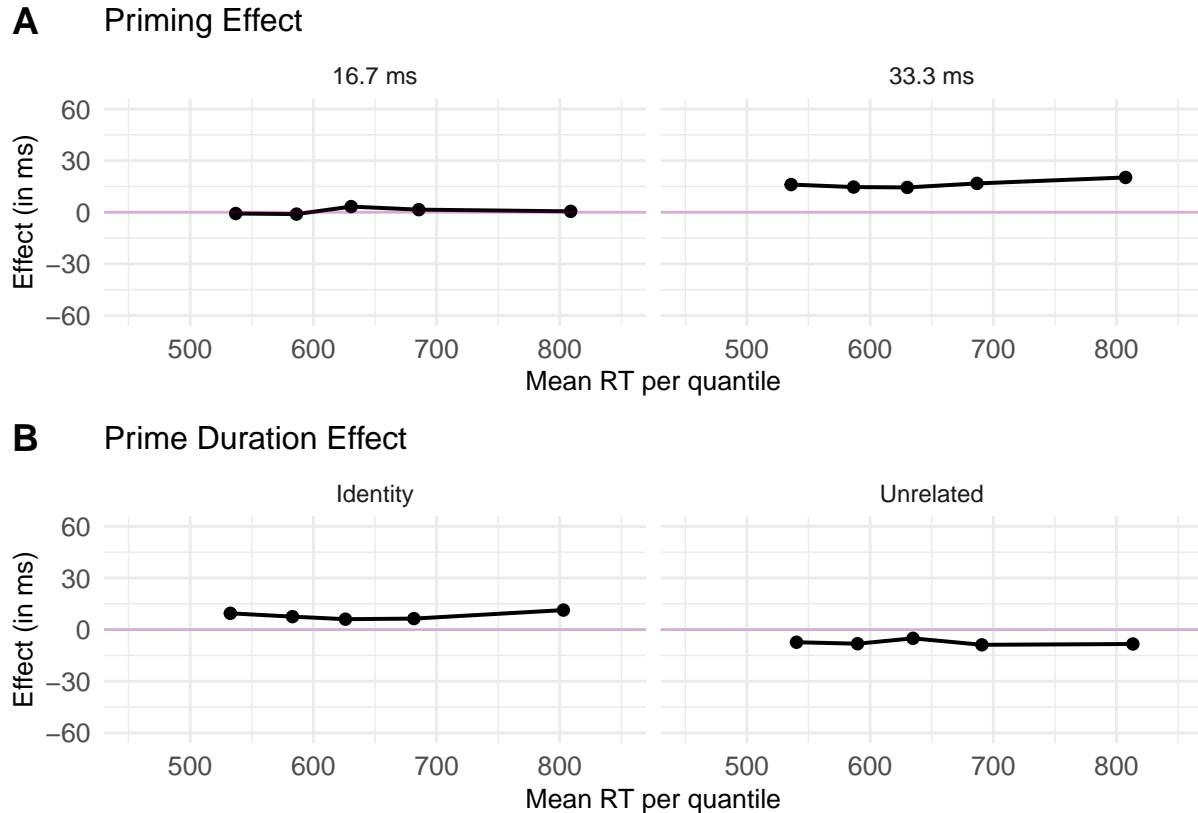 A Priming Effect
16.7 ms 33.3 ms
60
30
0
−30
−60
Effect (in ms)
500 600 700 800 500 600 700 800
Mean RT per quantile
B Prime Duration Effect
Identity Unrelated
60
30
0
−30
−60
Effect (in ms)
500 600 700 800 500 600 700 800
Mean RT per quantile